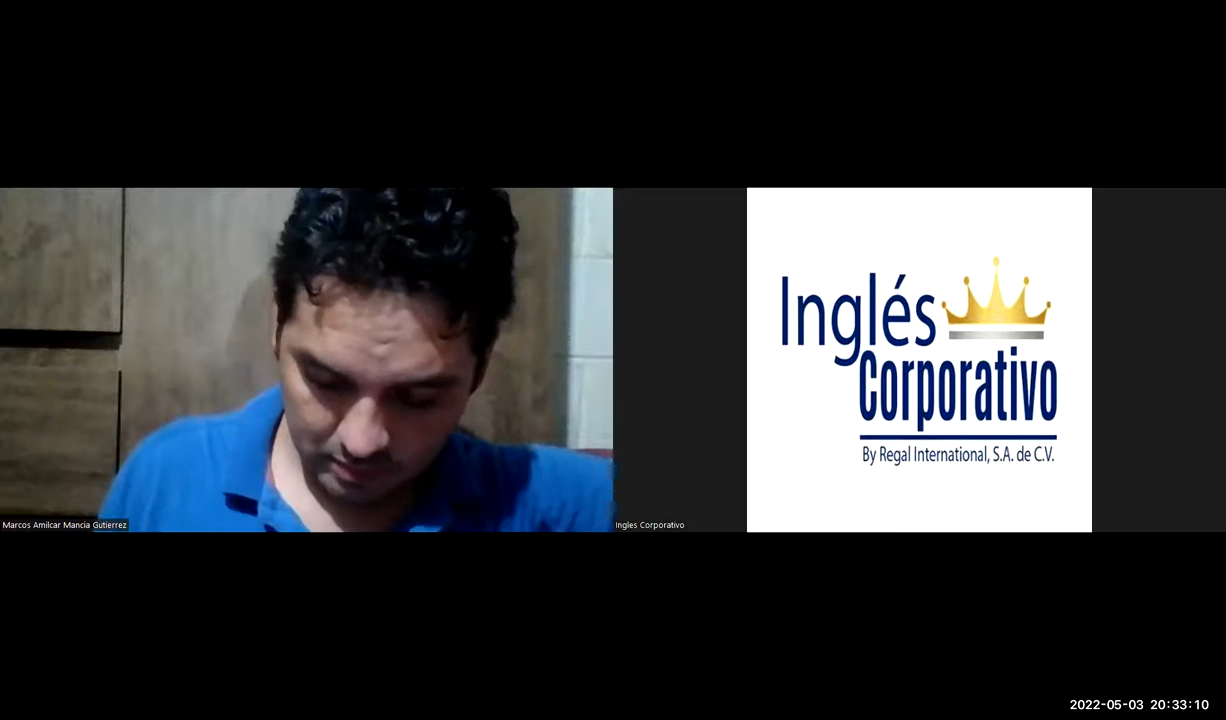 Inglés
Corporativo
By Regal International, S.A. de C.V.
Marcos Amilcar Mancia Gutierrez
Ingles Corporativo
2022-05-03 20:33:10